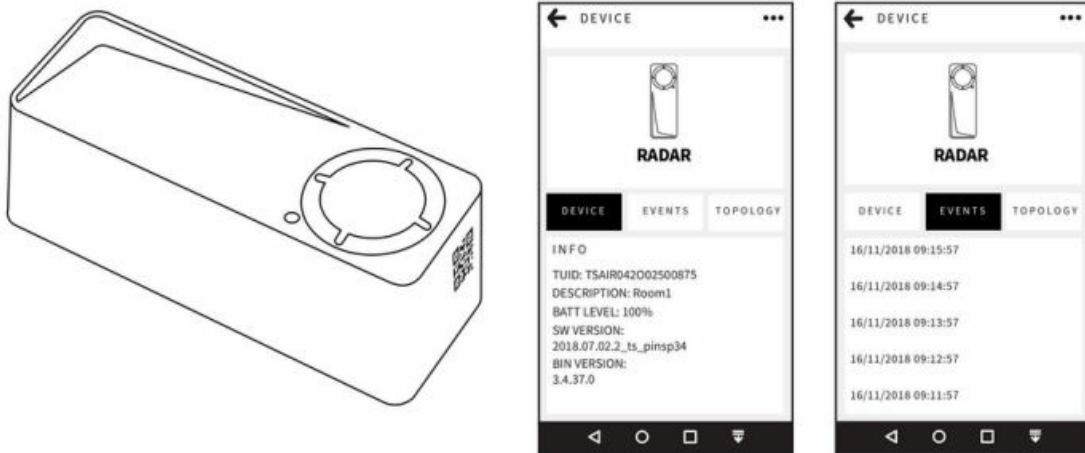 DEVICE
RADAR
DEVICE EVENTS TOPOLOGY
INFO
TUID: TSAIR042O02500875
DESCRIPTION: Room1
BATT LEVEL: 100%
SW VERSION:
2018.07.02.2_ts_pinsp34
BIN VERSION:
3.4.37.0
DEVICE
RADAR
DEVICE EVENTS TOPOLOGY
16/11/2018 09:15:57
16/11/2018 09:14:57
16/11/2018 09:13:57
16/11/2018 09:12:57
16/11/2018 09:11:57